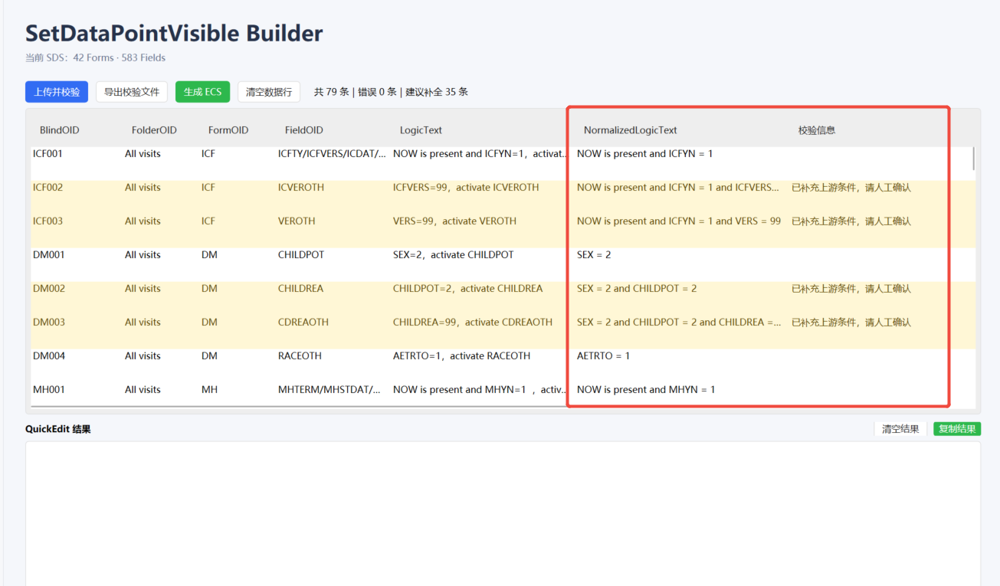 SetDataPointVisible Builder
当前 SDS：42 Forms · 583 Fields
上传并校验 导出校验文件 生成 ECS 清空数据行 共 79 条 | 错误 0 条 | 建议补全 35 条
BlindOID FolderOID FormOID FieldOID LogicText NormalizedLogicText 校验信息
ICF001 All visits ICF ICFTY/ICFVERS/ICDAT/... NOW is present and ICFYN=1，activat... NOW is present and ICFYN = 1
ICF002 All visits ICF ICVEROTH ICFVERS=99，activate ICVEROTH NOW is present and ICFYN = 1 and ICFVERS... 已补充上游条件，请人工确认
ICF003 All visits ICF VEROTH VERS=99，activate VEROTH NOW is present and ICFYN = 1 and VERS = 99 已补充上游条件，请人工确认
DM001 All visits DM CHILDPOT SEX=2，activate CHILDPOT SEX = 2
DM002 All visits DM CHILDREA CHILDPOT=2，activate CHILDREA SEX = 2 and CHILDPOT = 2 已补充上游条件，请人工确认
DM003 All visits DM CDREAOTH CHILDREA=99，activate CDREAOTH SEX = 2 and CHILDPOT = 2 and CHILDREA =... 已补充上游条件，请人工确认
DM004 All visits DM RACEOTH AETRTO=1，activate RACEOTH AETRTO = 1
MH001 All visits MH MHTERM/MHSTDAT/... NOW is present and MHYN=1 ，activ... NOW is present and MHYN = 1
QuickEdit 结果 清空结果 复制结果